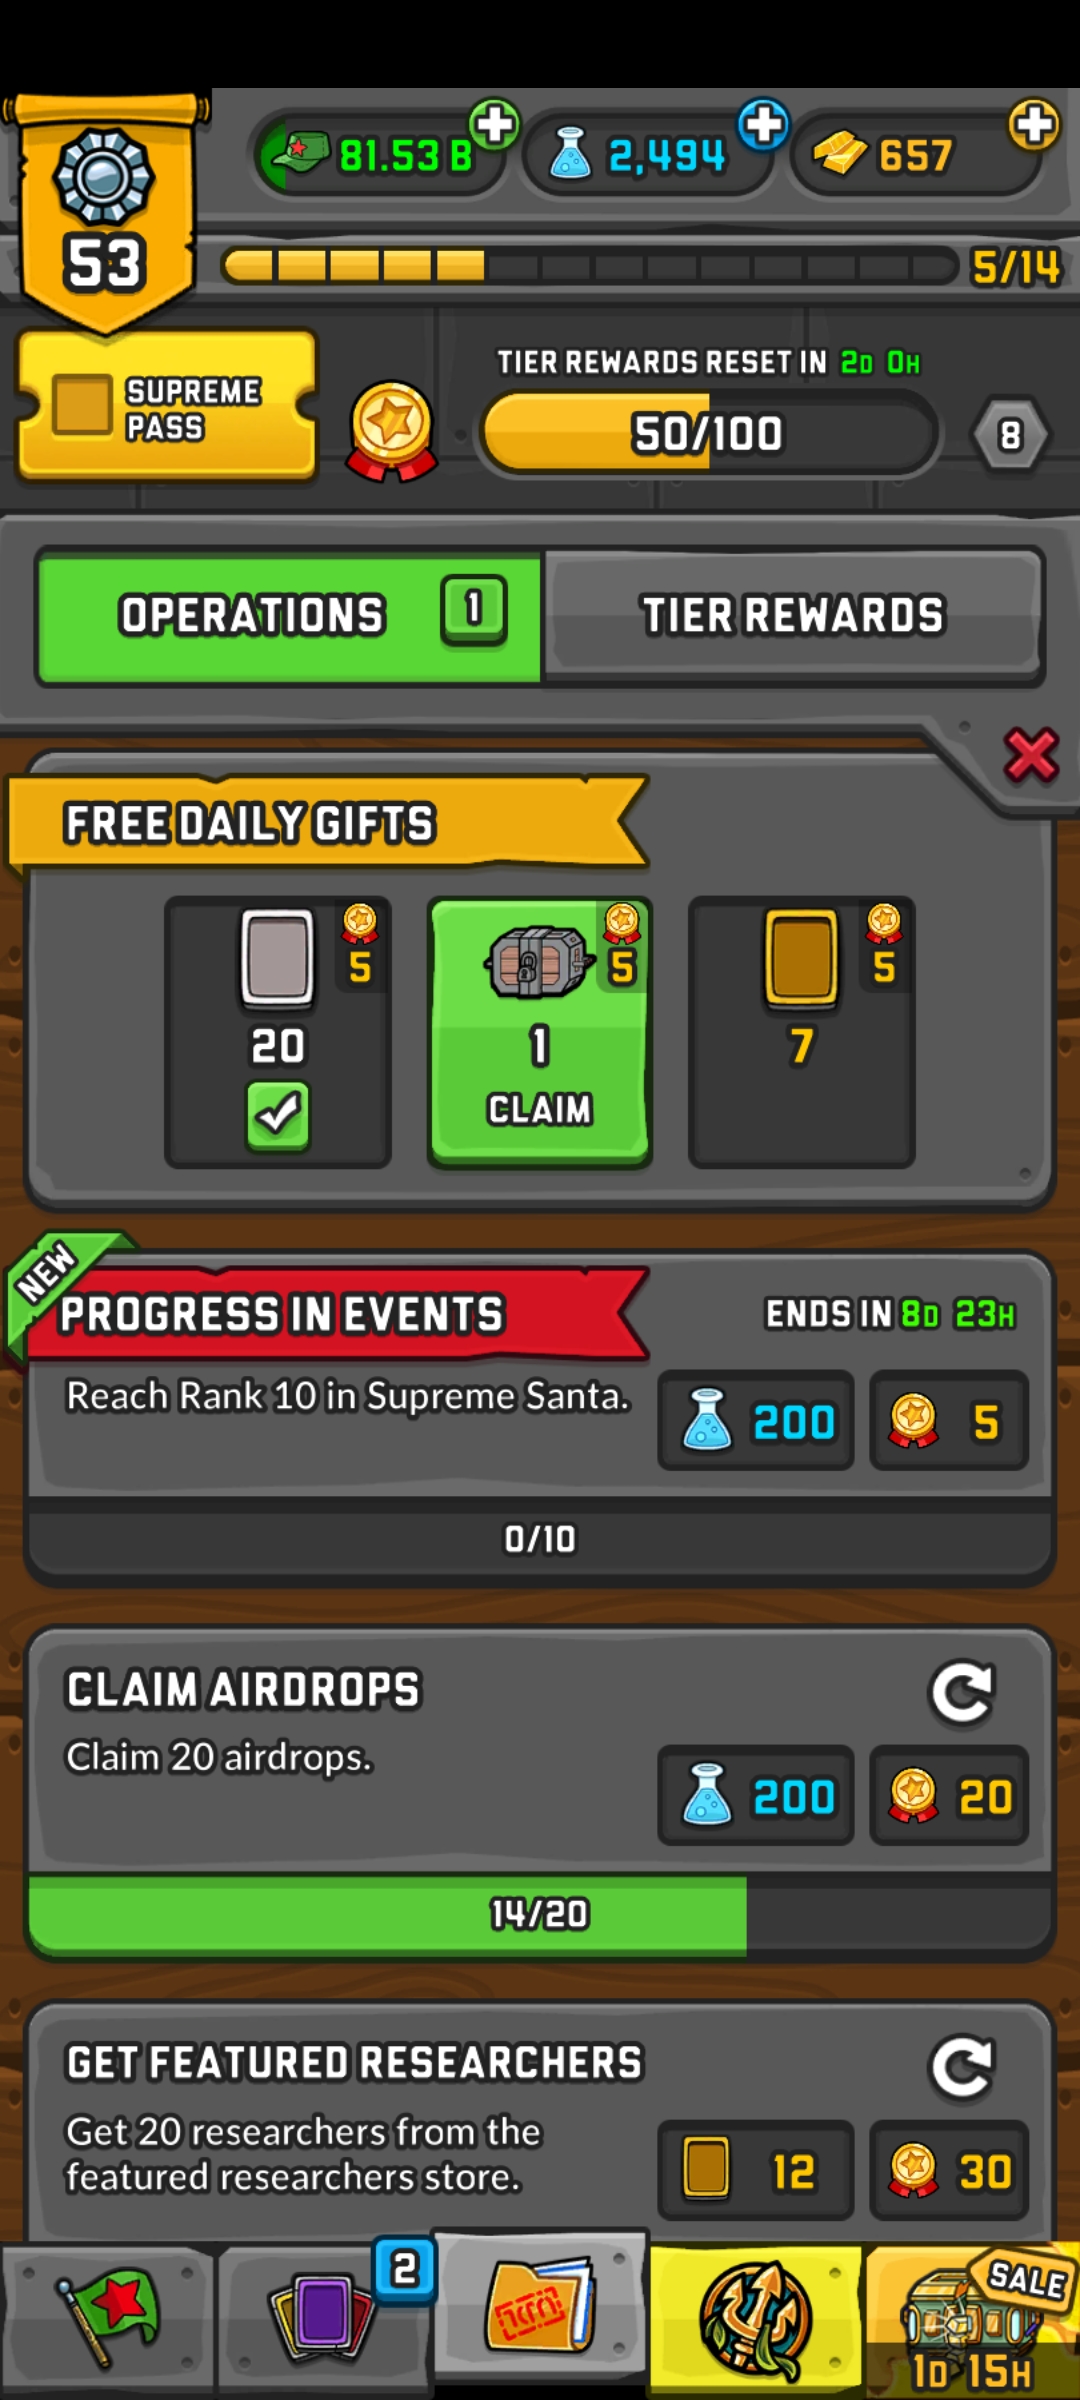 81.53 B
2,494
657
53
5/14
SUPREME
PASS
TIER REWARDS RESET IN 2D 0H
50/100
8
OPERATIONS 1
TIER REWARDS
FREE DAILY GIFTS
5
5
5
20
1
7
CLAIM
NEW
PROGRESS IN EVENTS
ENDS IN 8D 23H
Reach Rank 10 in Supreme Santa.
200
5
0/10
CLAIM AIRDROPS
Claim 20 airdrops.
200
20
14/20
GET FEATURED RESEARCHERS
Get 20 researchers from the
featured researchers store.
12
30
2
SALE
1D 15H